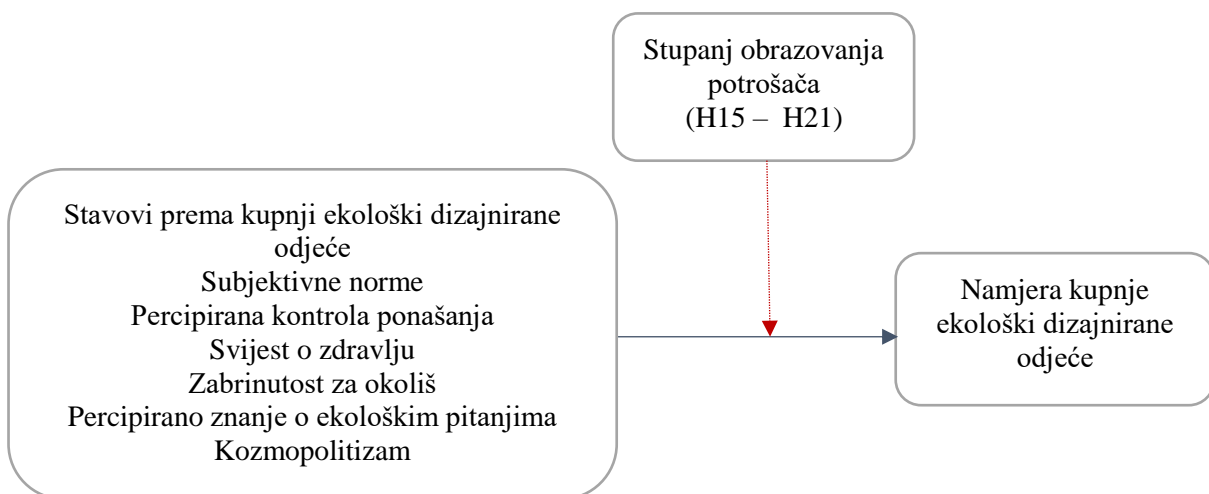 Stupanj obrazovanja
potrošača
(H15 – H21)
Stavovi prema kupnji ekološki dizajnirane
odjeće
Subjektivne norme
Percipirana kontrola ponašanja
Svijest o zdravlju
Zabrinutost za okoliš
Percipirano znanje o ekološkim pitanjima
Kozmopolitizam
Namjera kupnje
ekološki dizajnirane
odjeće